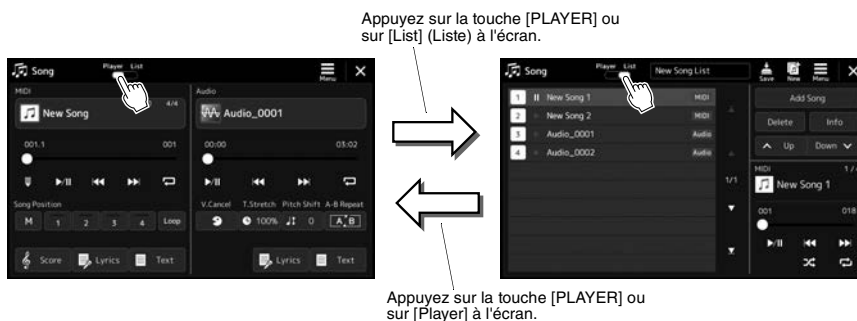 Appuyez sur la touche [PLAYER] ou
sur [List] (Liste) à l'écran.
Song
Player List
Menu
MIDI
New Song
4/4
001.1 001
Song Position
M 1 2 3 4 Loop
Score Lyrics Text
Audio
Audio_0001
00:00 03:02
V.Cancel T.Stretch Pitch Shift A-B Repeat
100% 0 A B
Lyrics Text
Song
Player List
New Song List
Save New Menu
1 New Song 1 MIDI
2 New Song 2 MIDI
3 Audio_0001 Audio
4 Audio_0002 Audio
1/1
Add Song
Delete Info
Up Down
MIDI
New Song 1
001 018
Appuyez sur la touche [PLAYER] ou
sur [Player] à l'écran.